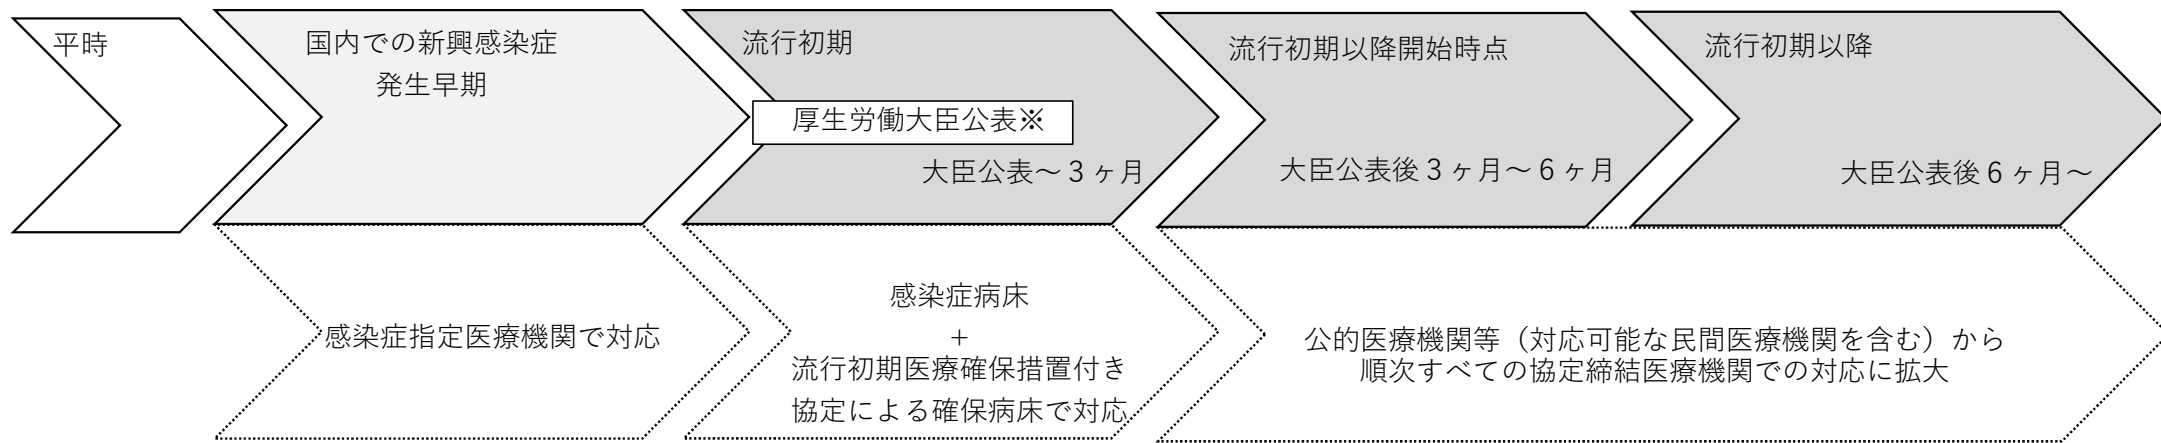 平時
国内での新興感染症
発生早期
流行初期
厚生労働大臣公表※
大臣公表～３ヶ月
流行初期以降開始時点
大臣公表後３ヶ月～６ヶ月
流行初期以降
大臣公表後６ヶ月～
感染症指定医療機関で対応
感染症病床
+
流行初期医療確保措置付き
協定による確保病床で対応
公的医療機関等（対応可能な民間医療機関を含む）から
順次すべての協定締結医療機関での対応に拡大